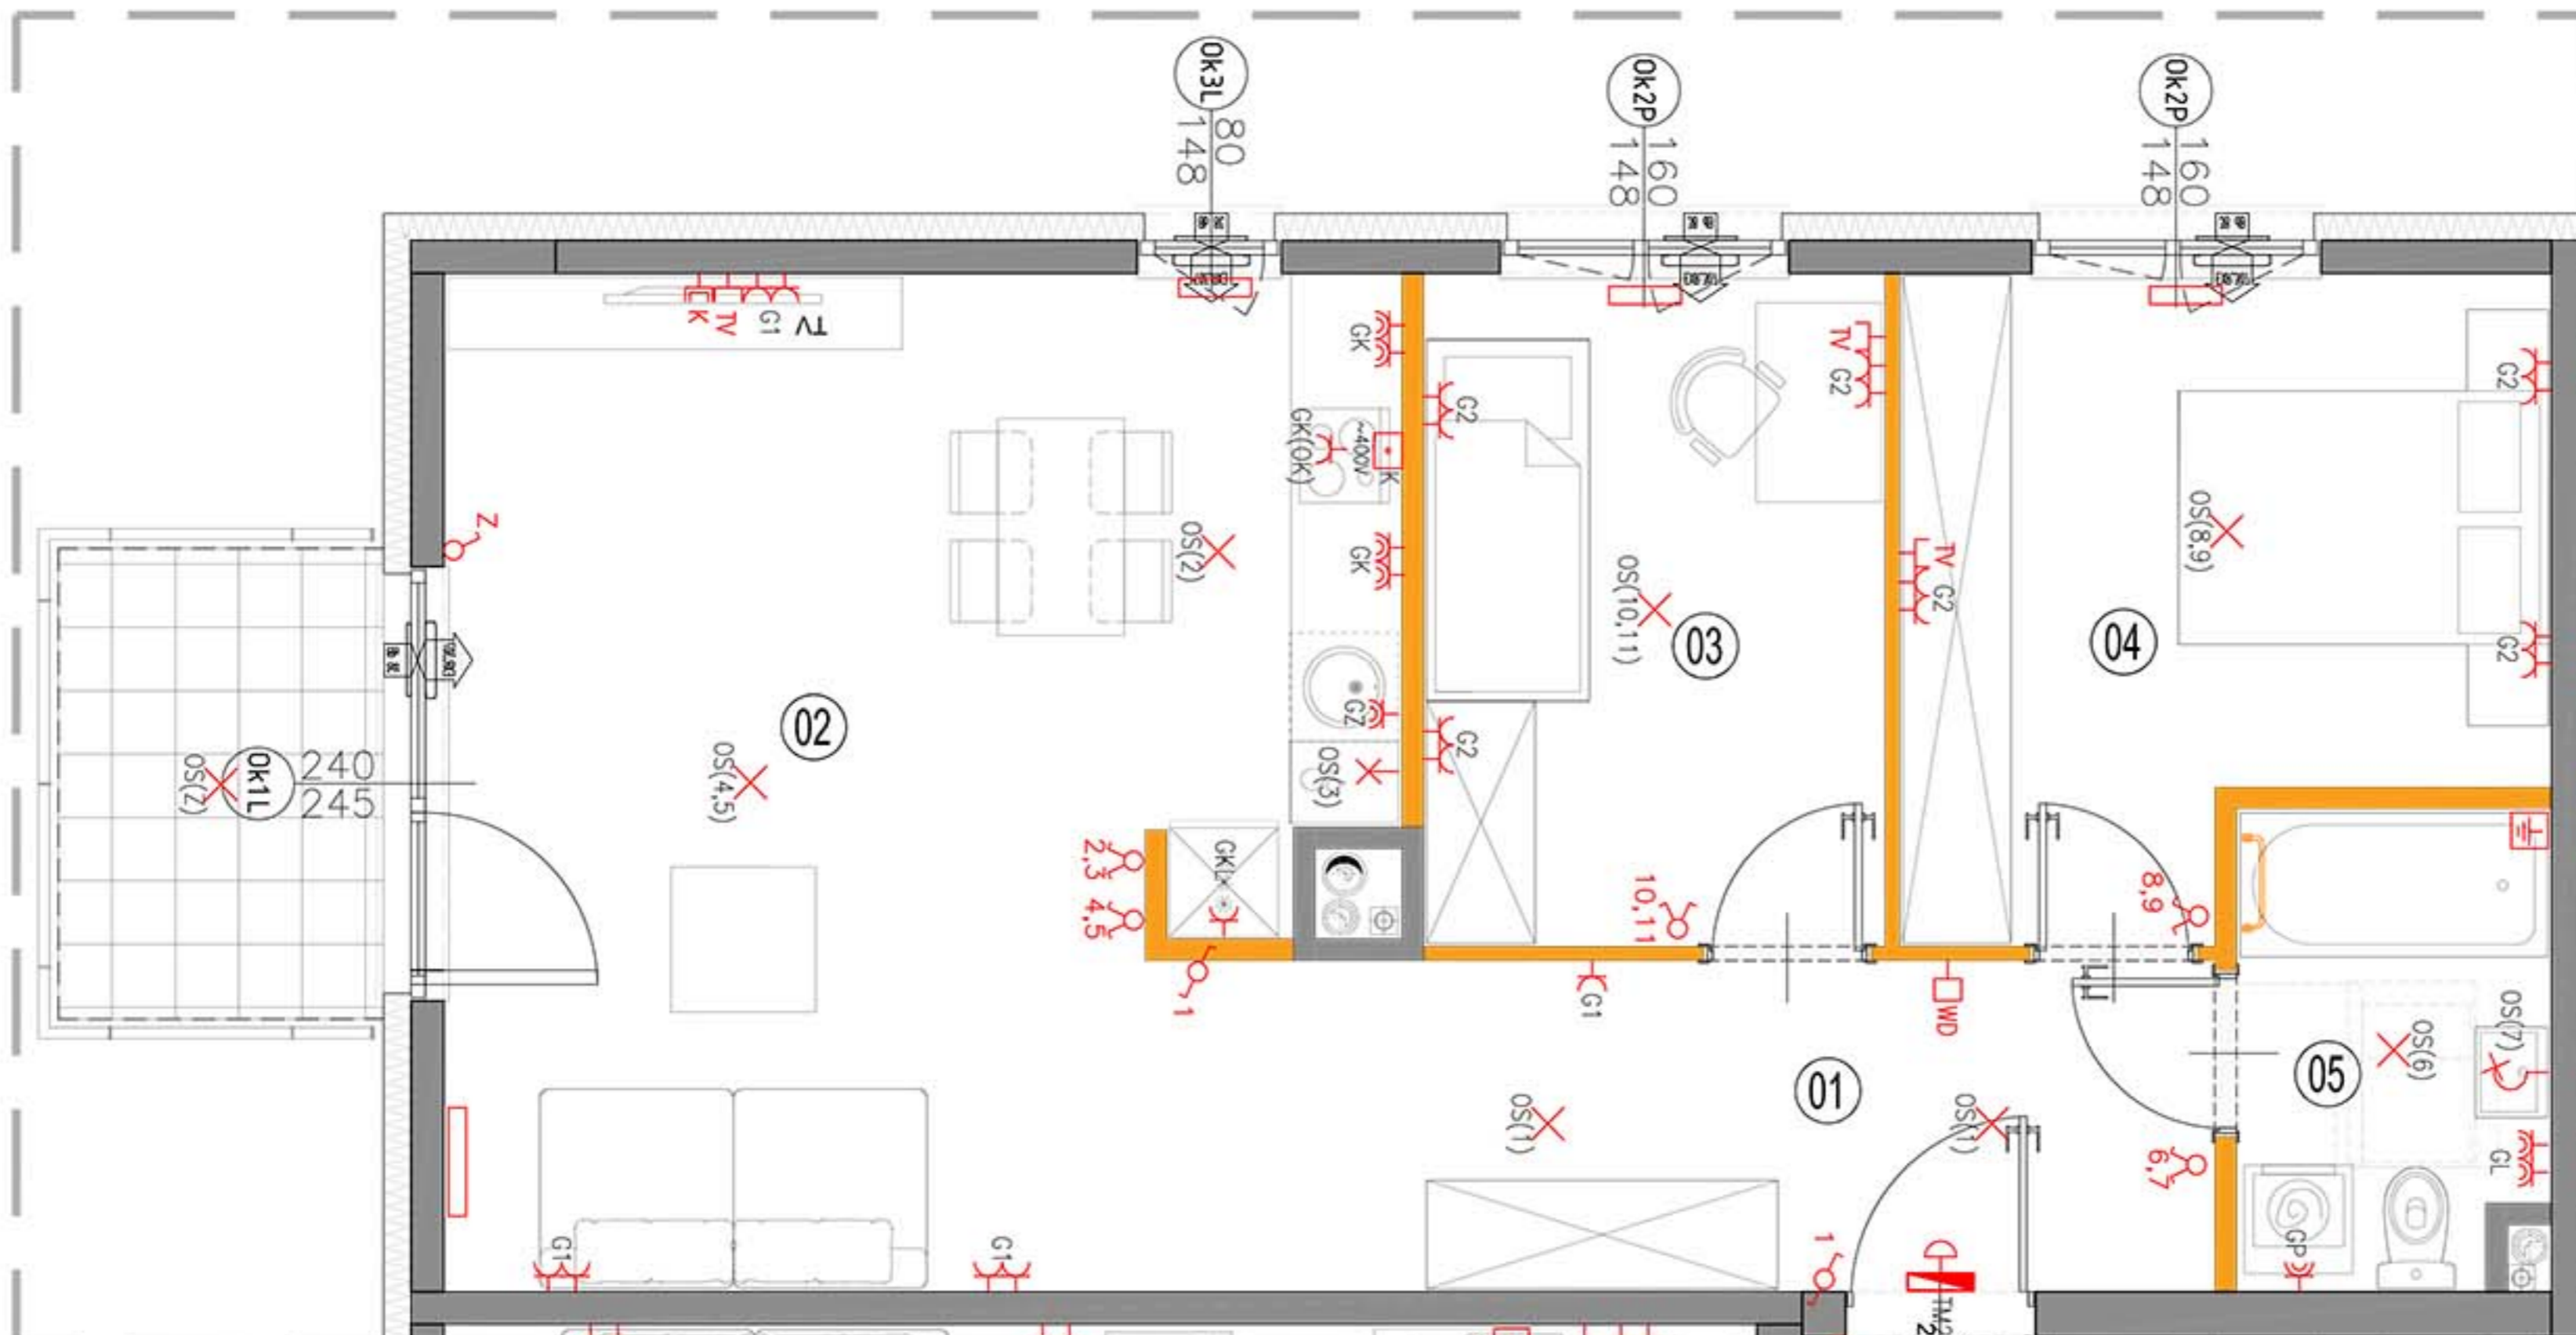 Ok3L
80
148
Ok2P
160
148
Ok2P
160
148
K
TV
G1
TV
GK
GK(OK)
~400V
K
GK
GZ
OS(3)
GKL
OS(2)
Z
02
OS(4,5)
OS(Z)
Ok1L
240
245
2,3
4,5
1
G2
G2
TV
G2
OS(10,11)
03
10,11
TV
G2
G2
G2
OS(8,9)
04
8,9
G1
WD
01
OS(1)
OS(1)
05
OS(6)
OS(7)
6,7
GL
GP
G1
G1
1